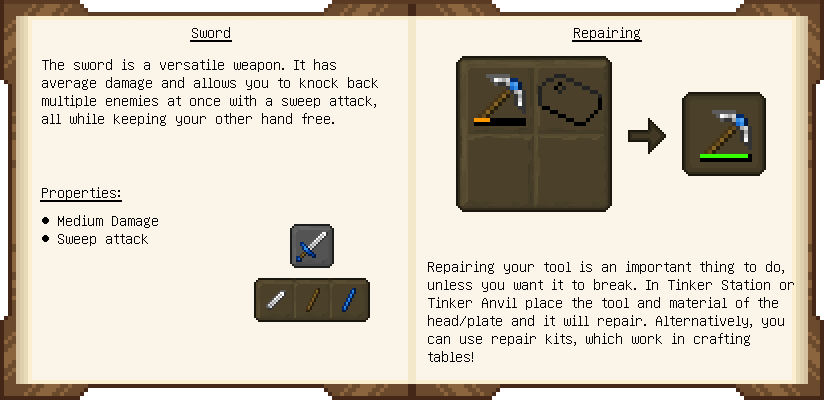 Sword
The sword is a versatile weapon. It has
average damage and allows you to knock back
multiple enemies at once with a sweep attack,
all while keeping your other hand free.
Properties:
● Medium Damage
● Sweep attack
Repairing
Repairing your tool is an important thing to do,
unless you want it to break. In Tinker Station or
Tinker Anvil place the tool and material of the
head/plate and it will repair. Alternatively, you
can use repair kits, which work in crafting
tables!